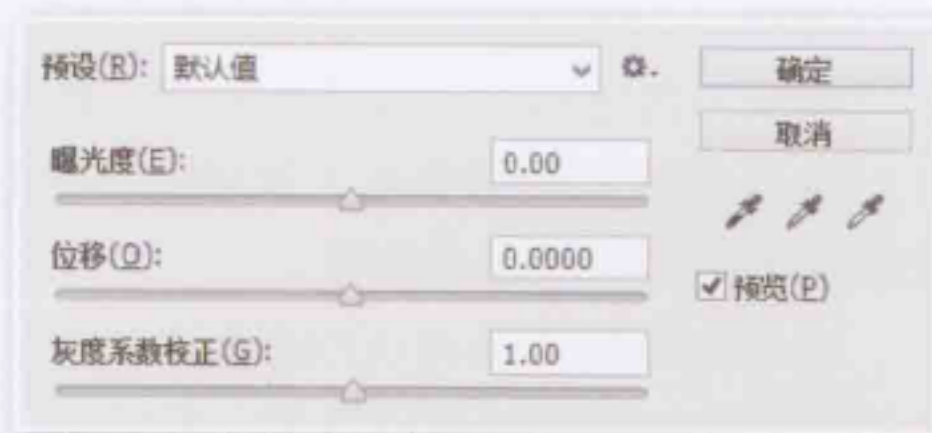 预设(R): 默认值 确定
取消
曝光度(E): 0.00
位移(O): 0.0000
预览(P)
灰度系数校正(G): 1.00